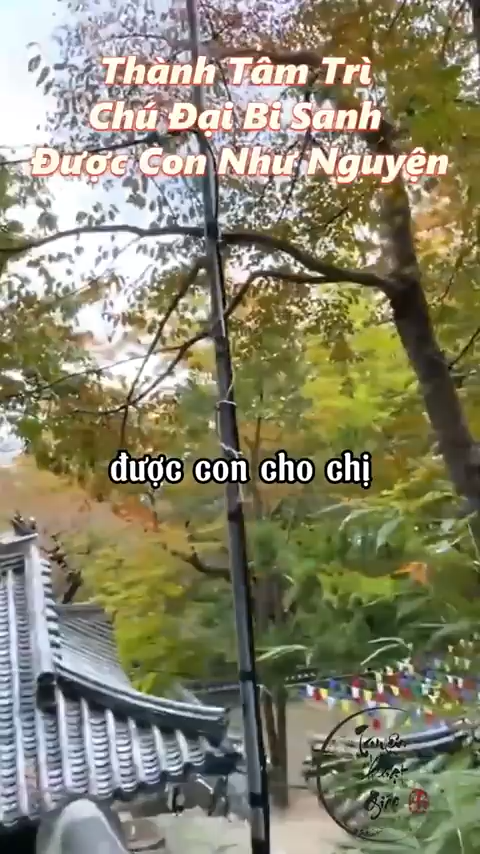 Thành Tâm Trì
Chú Đại Bi Sanh
Được Con Như Nguyện
được con cho chị